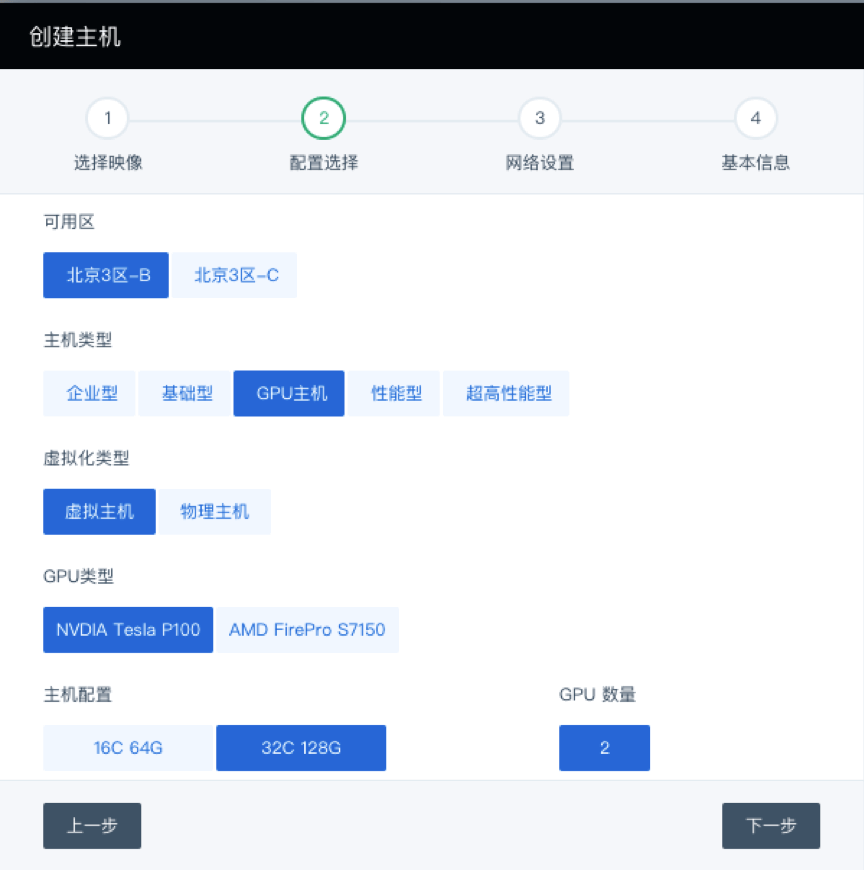 创建主机
1 2 3 4
选择映像 配置选择 网络设置 基本信息
可用区
北京3区-B 北京3区-C
主机类型
企业型 基础型 GPU主机 性能型 超高性能型
虚拟化类型
虚拟主机 物理主机
GPU类型
NVDIA Tesla P100 AMD FirePro S7150
主机配置 GPU 数量
16C 64G 32C 128G 2
上一步 下一步